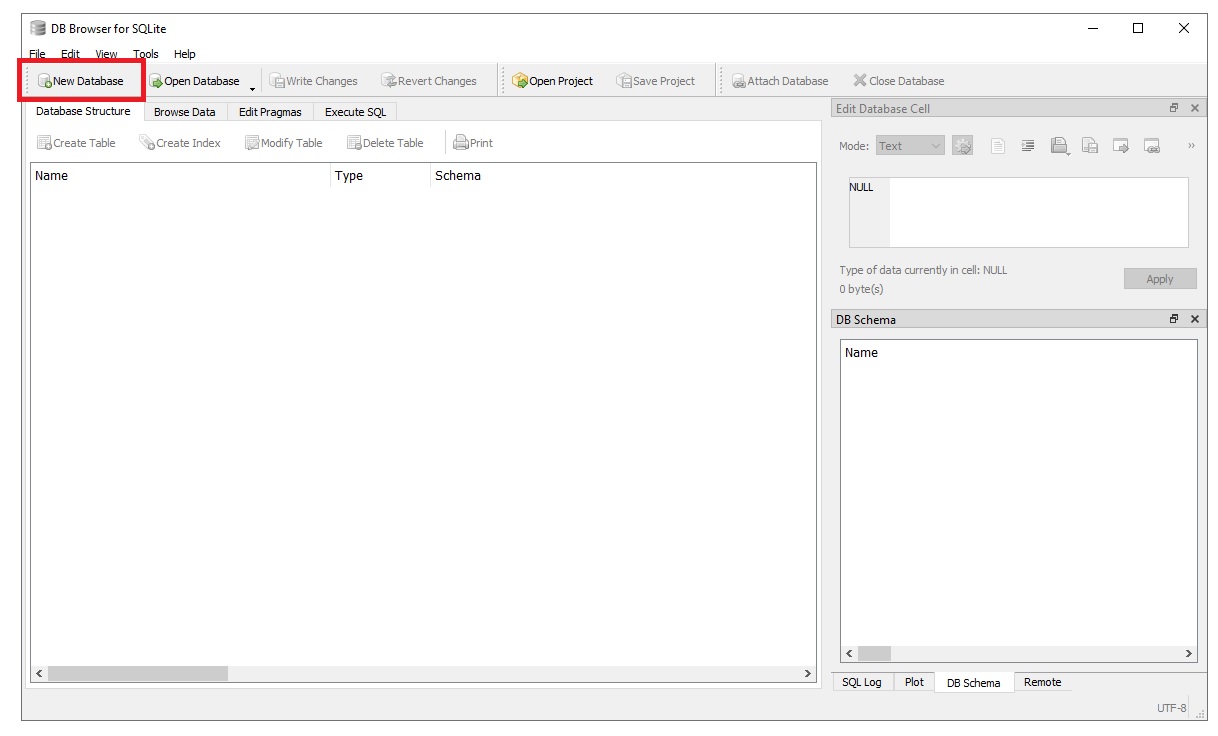 DB Browser for SQLite
File Edit View Tools Help
New Database Open Database Write Changes Revert Changes Open Project Save Project Attach Database Close Database
Database Structure Browse Data Edit Pragmas Execute SQL
Create Table Create Index Modify Table Delete Table Print
Name Type Schema
Edit Database Cell
Mode: Text
NULL
Type of data currently in cell: NULL
0 byte(s)
Apply
DB Schema
Name
SQL Log Plot DB Schema Remote
UTF-8